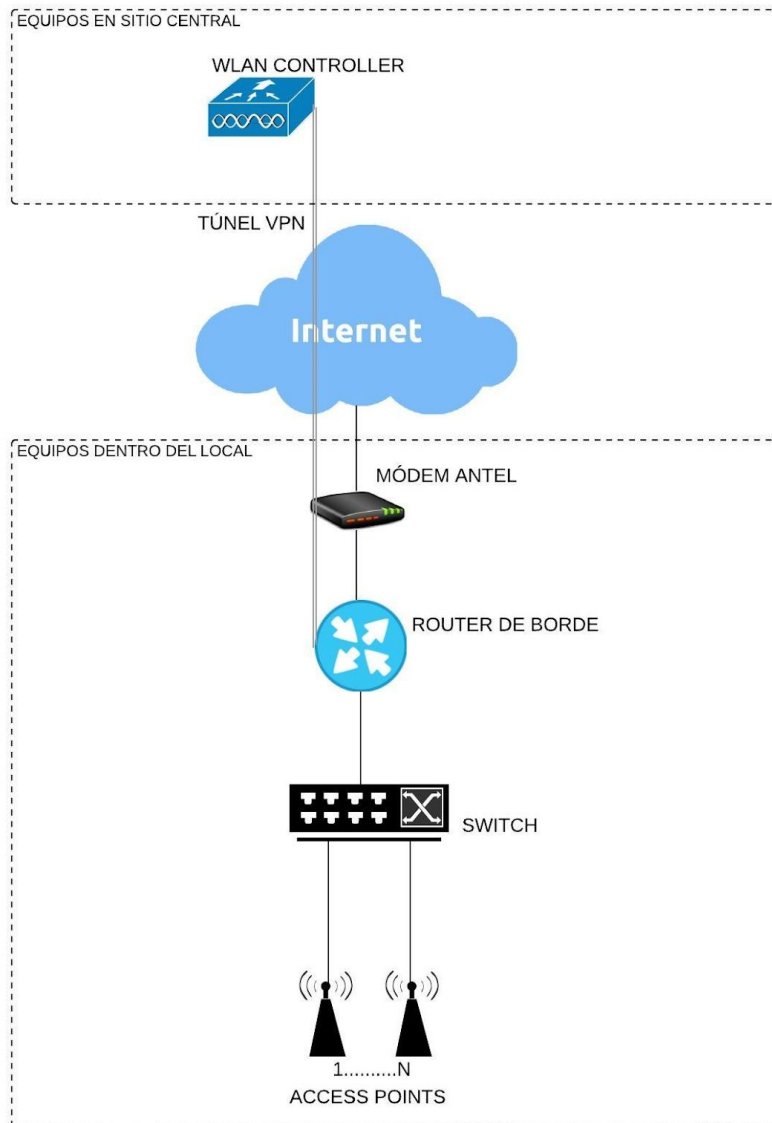 EQUIPOS EN SITIO CENTRAL
WLAN CONTROLLER
TÚNEL VPN
Internet
EQUIPOS DENTRO DEL LOCAL
MÓDEM ANTEL
ROUTER DE BORDE
SWITCH
1..........N
ACCESS POINTS